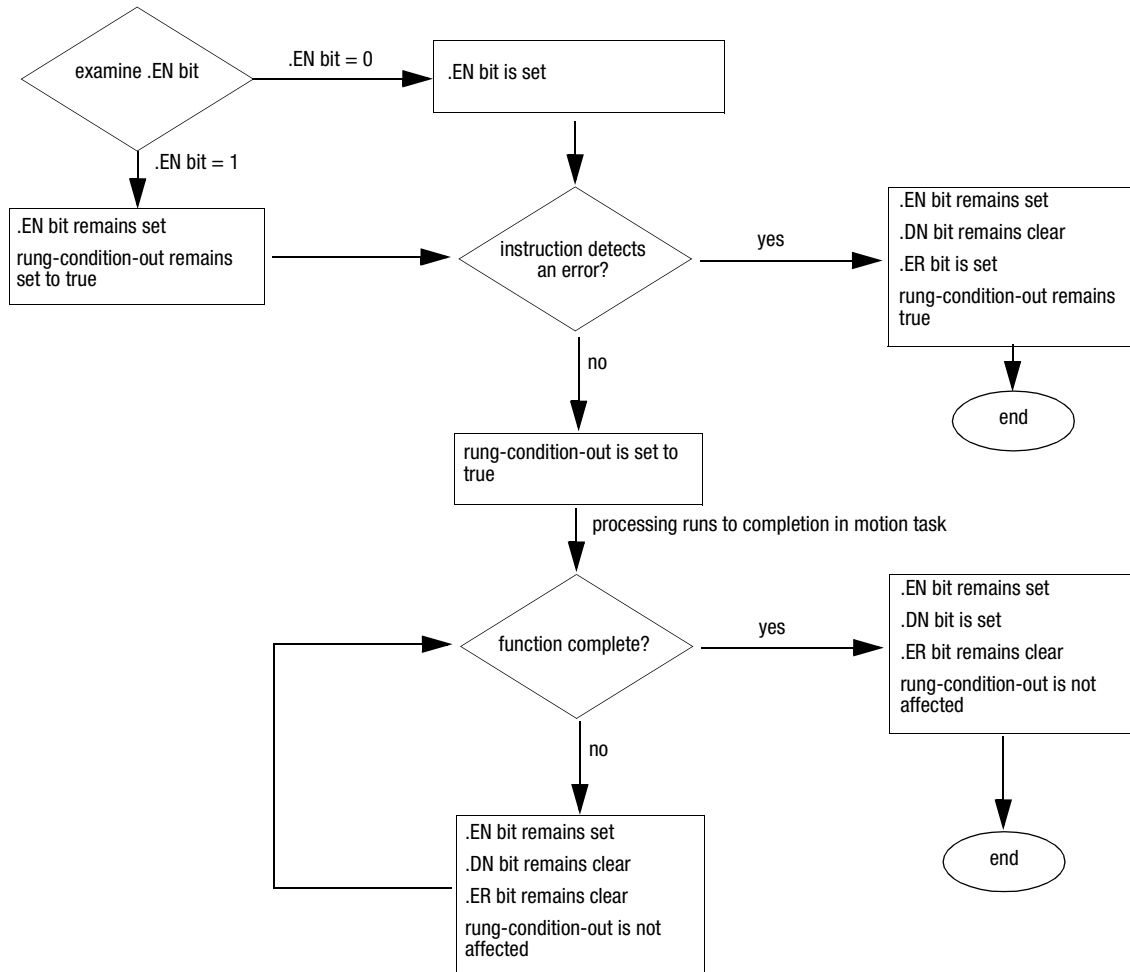 examine .EN bit
.EN bit = 0
.EN bit is set
.EN bit = 1
.EN bit remains set
rung-condition-out remains
set to true
instruction detects
an error?
yes
.EN bit remains set
.DN bit remains clear
.ER bit is set
rung-condition-out remains
true
end
no
rung-condition-out is set to
true
processing runs to completion in motion task
function complete?
yes
.EN bit remains set
.DN bit is set
.ER bit remains clear
rung-condition-out is not
affected
end
no
.EN bit remains set
.DN bit remains clear
.ER bit remains clear
rung-condition-out is not
affected